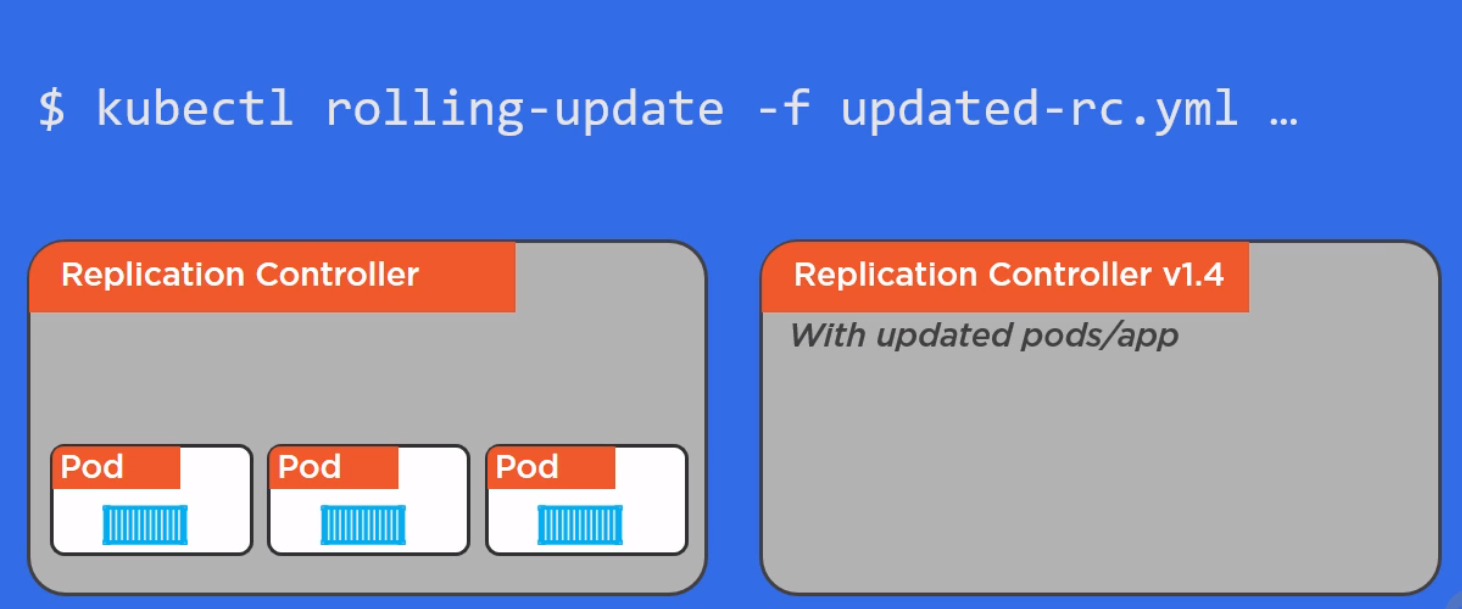 $ kubectl rolling-update -f updated-rc.yml …
Replication Controller
Replication Controller v1.4
With updated pods/app
Pod
Pod
Pod